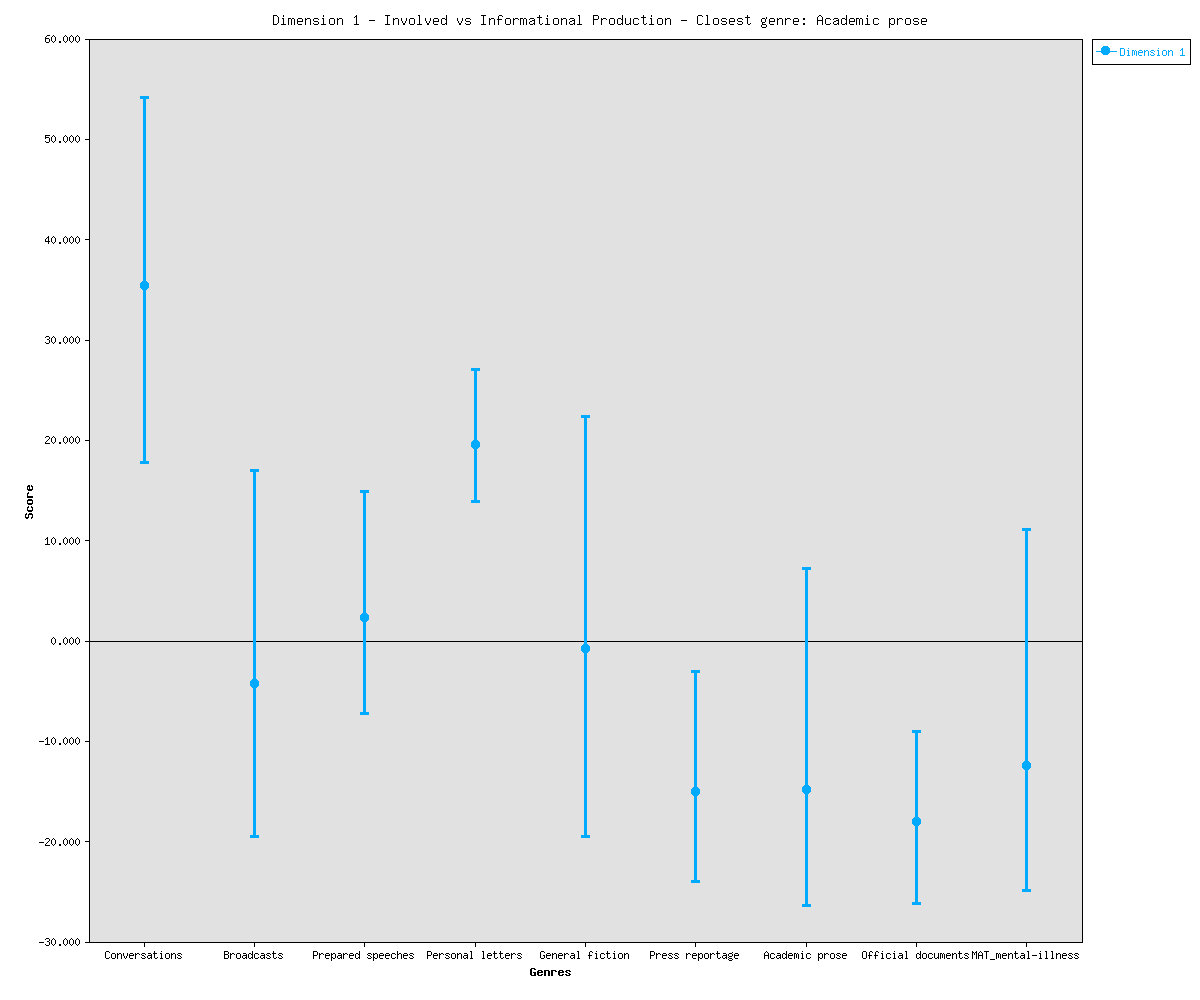 Dimension 1 - Involved vs Informational Production - Closest genre: Academic prose
Dimension 1
60.000
50.000
40.000
30.000
20.000
10.000
0.000
-10.000
-20.000
-30.000
Score
Conversations Broadcasts Prepared speeches Personal letters General fiction Press reportage Academic prose Official documents MAT_mental-illness
Genres